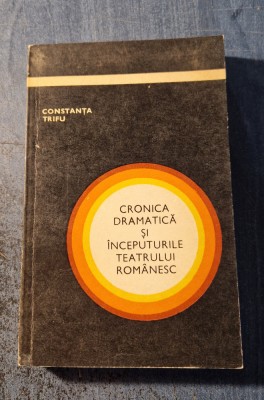 CONSTANȚA
TRIFU
CRONICA
DRAMATICĂ
ȘI
ÎNCEPUTURILE
TEATRULUI
ROMÂNESC